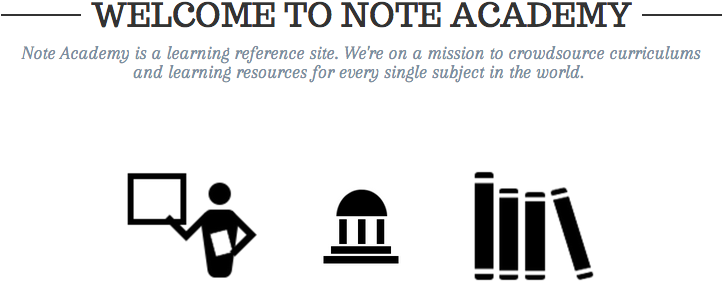 WELCOME TO NOTE ACADEMY
Note Academy is a learning reference site. We're on a mission to crowdsource curriculums
and learning resources for every single subject in the world.